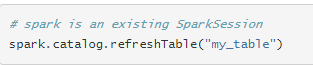 # spark is an existing SparkSession
spark.catalog.refreshTable("my_table")